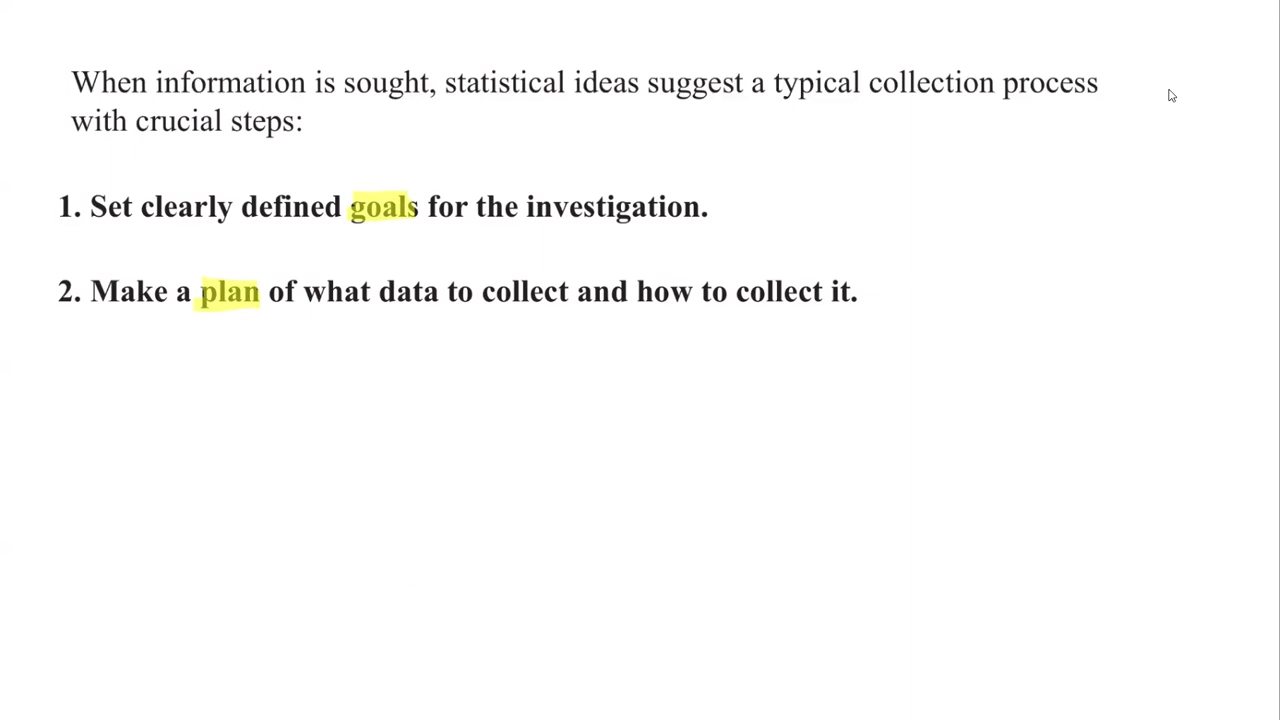 When information is sought, statistical ideas suggest a typical collection process
with crucial steps:
1. Set clearly defined goals for the investigation.
2. Make a plan of what data to collect and how to collect it.